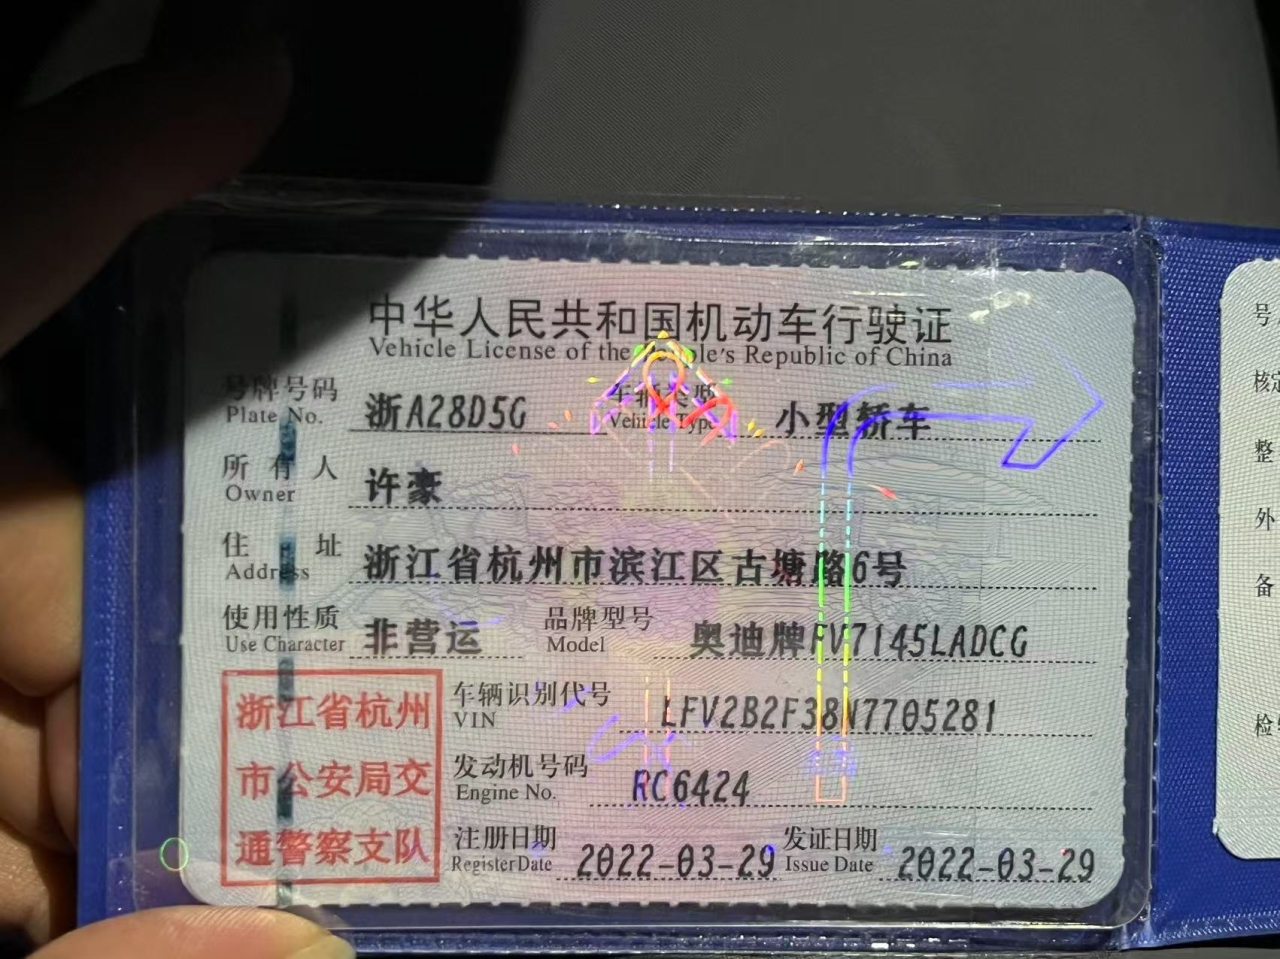 中华人民共和国机动车行驶证
Vehicle License of the People's Republic of China
号牌号码 浙A28D5G 车辆类型 小型轿车
Plate No. Vehicle Type
所有人 许豪
Owner
住址 浙江省杭州市滨江区古塘路6号
Address
使用性质 非营运 品牌型号 奥迪牌FV7145LADCG
Use Character Model
浙江省杭州
市公安局交
通警察支队
车辆识别代号 LFV2B2F38N7705281
VIN
发动机号码 RC6424
Engine No.
注册日期 2022-03-29 发证日期 2022-03-29
Register Date Issue Date
号
核定
整
外
备
检